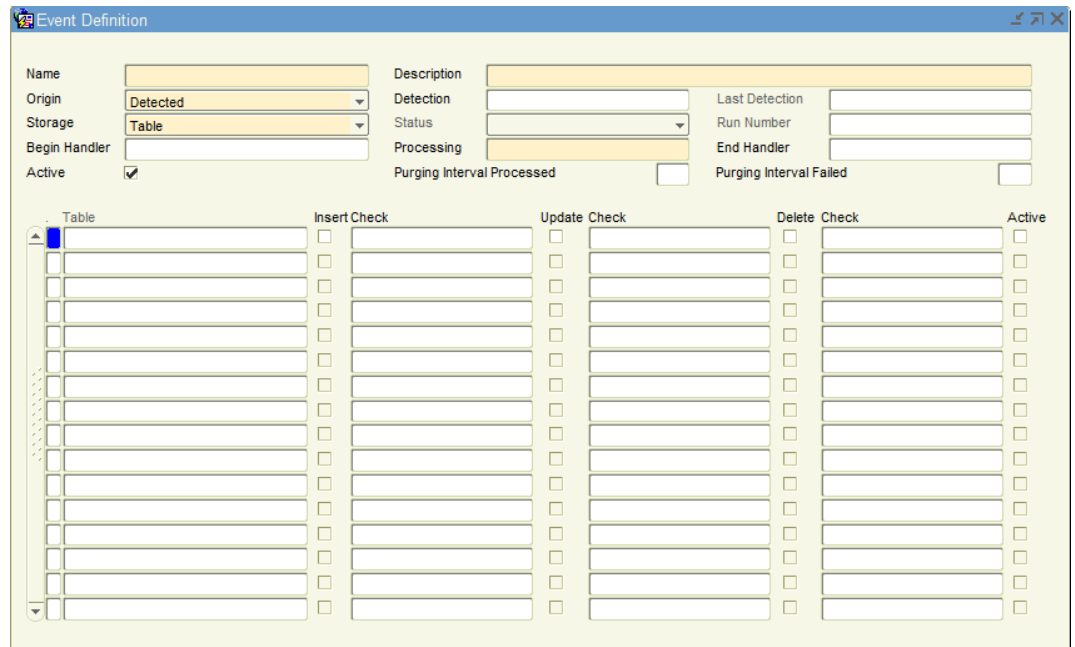 Event Definition
Name Description
Origin Detected Detection Last Detection
Storage Table Status Run Number
Begin Handler Processing End Handler
Active Purging Interval Processed Purging Interval Failed
. Table Insert Check Update Check Delete Check Active